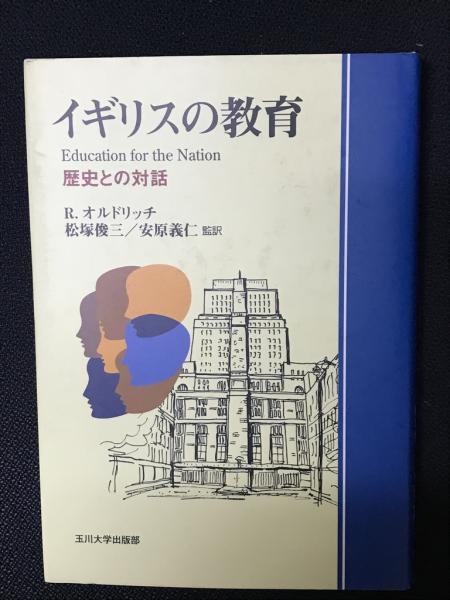 イギリスの教育
Education for the Nation
歴史との対話
R. オルドリッチ
松塚俊三／安原義仁 監訳
玉川大学出版部